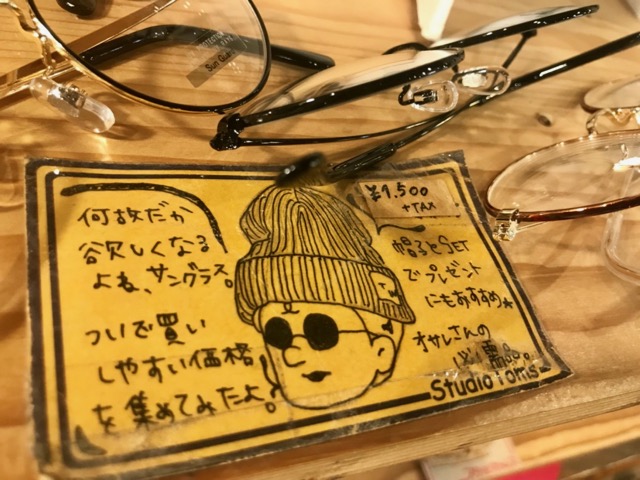 何故だか
欲しくなる
よね、サングラス。
ついで買い
しやすい価格
を集めてみたよ。
¥1,500
+TAX
帽子とSET
でプレゼント
にもおすすめ★
オサレさんの
必需品。
Studio Toms